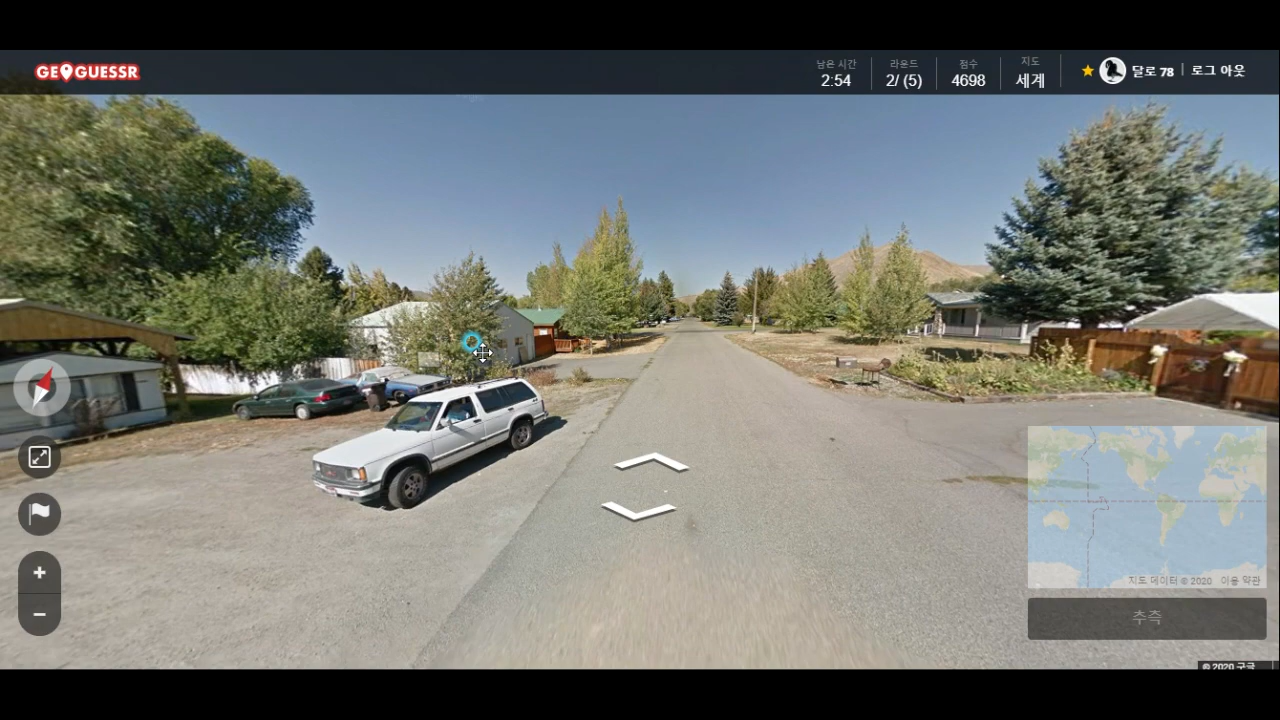 GEOGUESSR
남은 시간
2:54
라운드
2/ (5)
점수
4698
지도
세계
달로 78
로그 아웃
지도 데이터 © 2020 이용 약관
추측
© 2020 구글